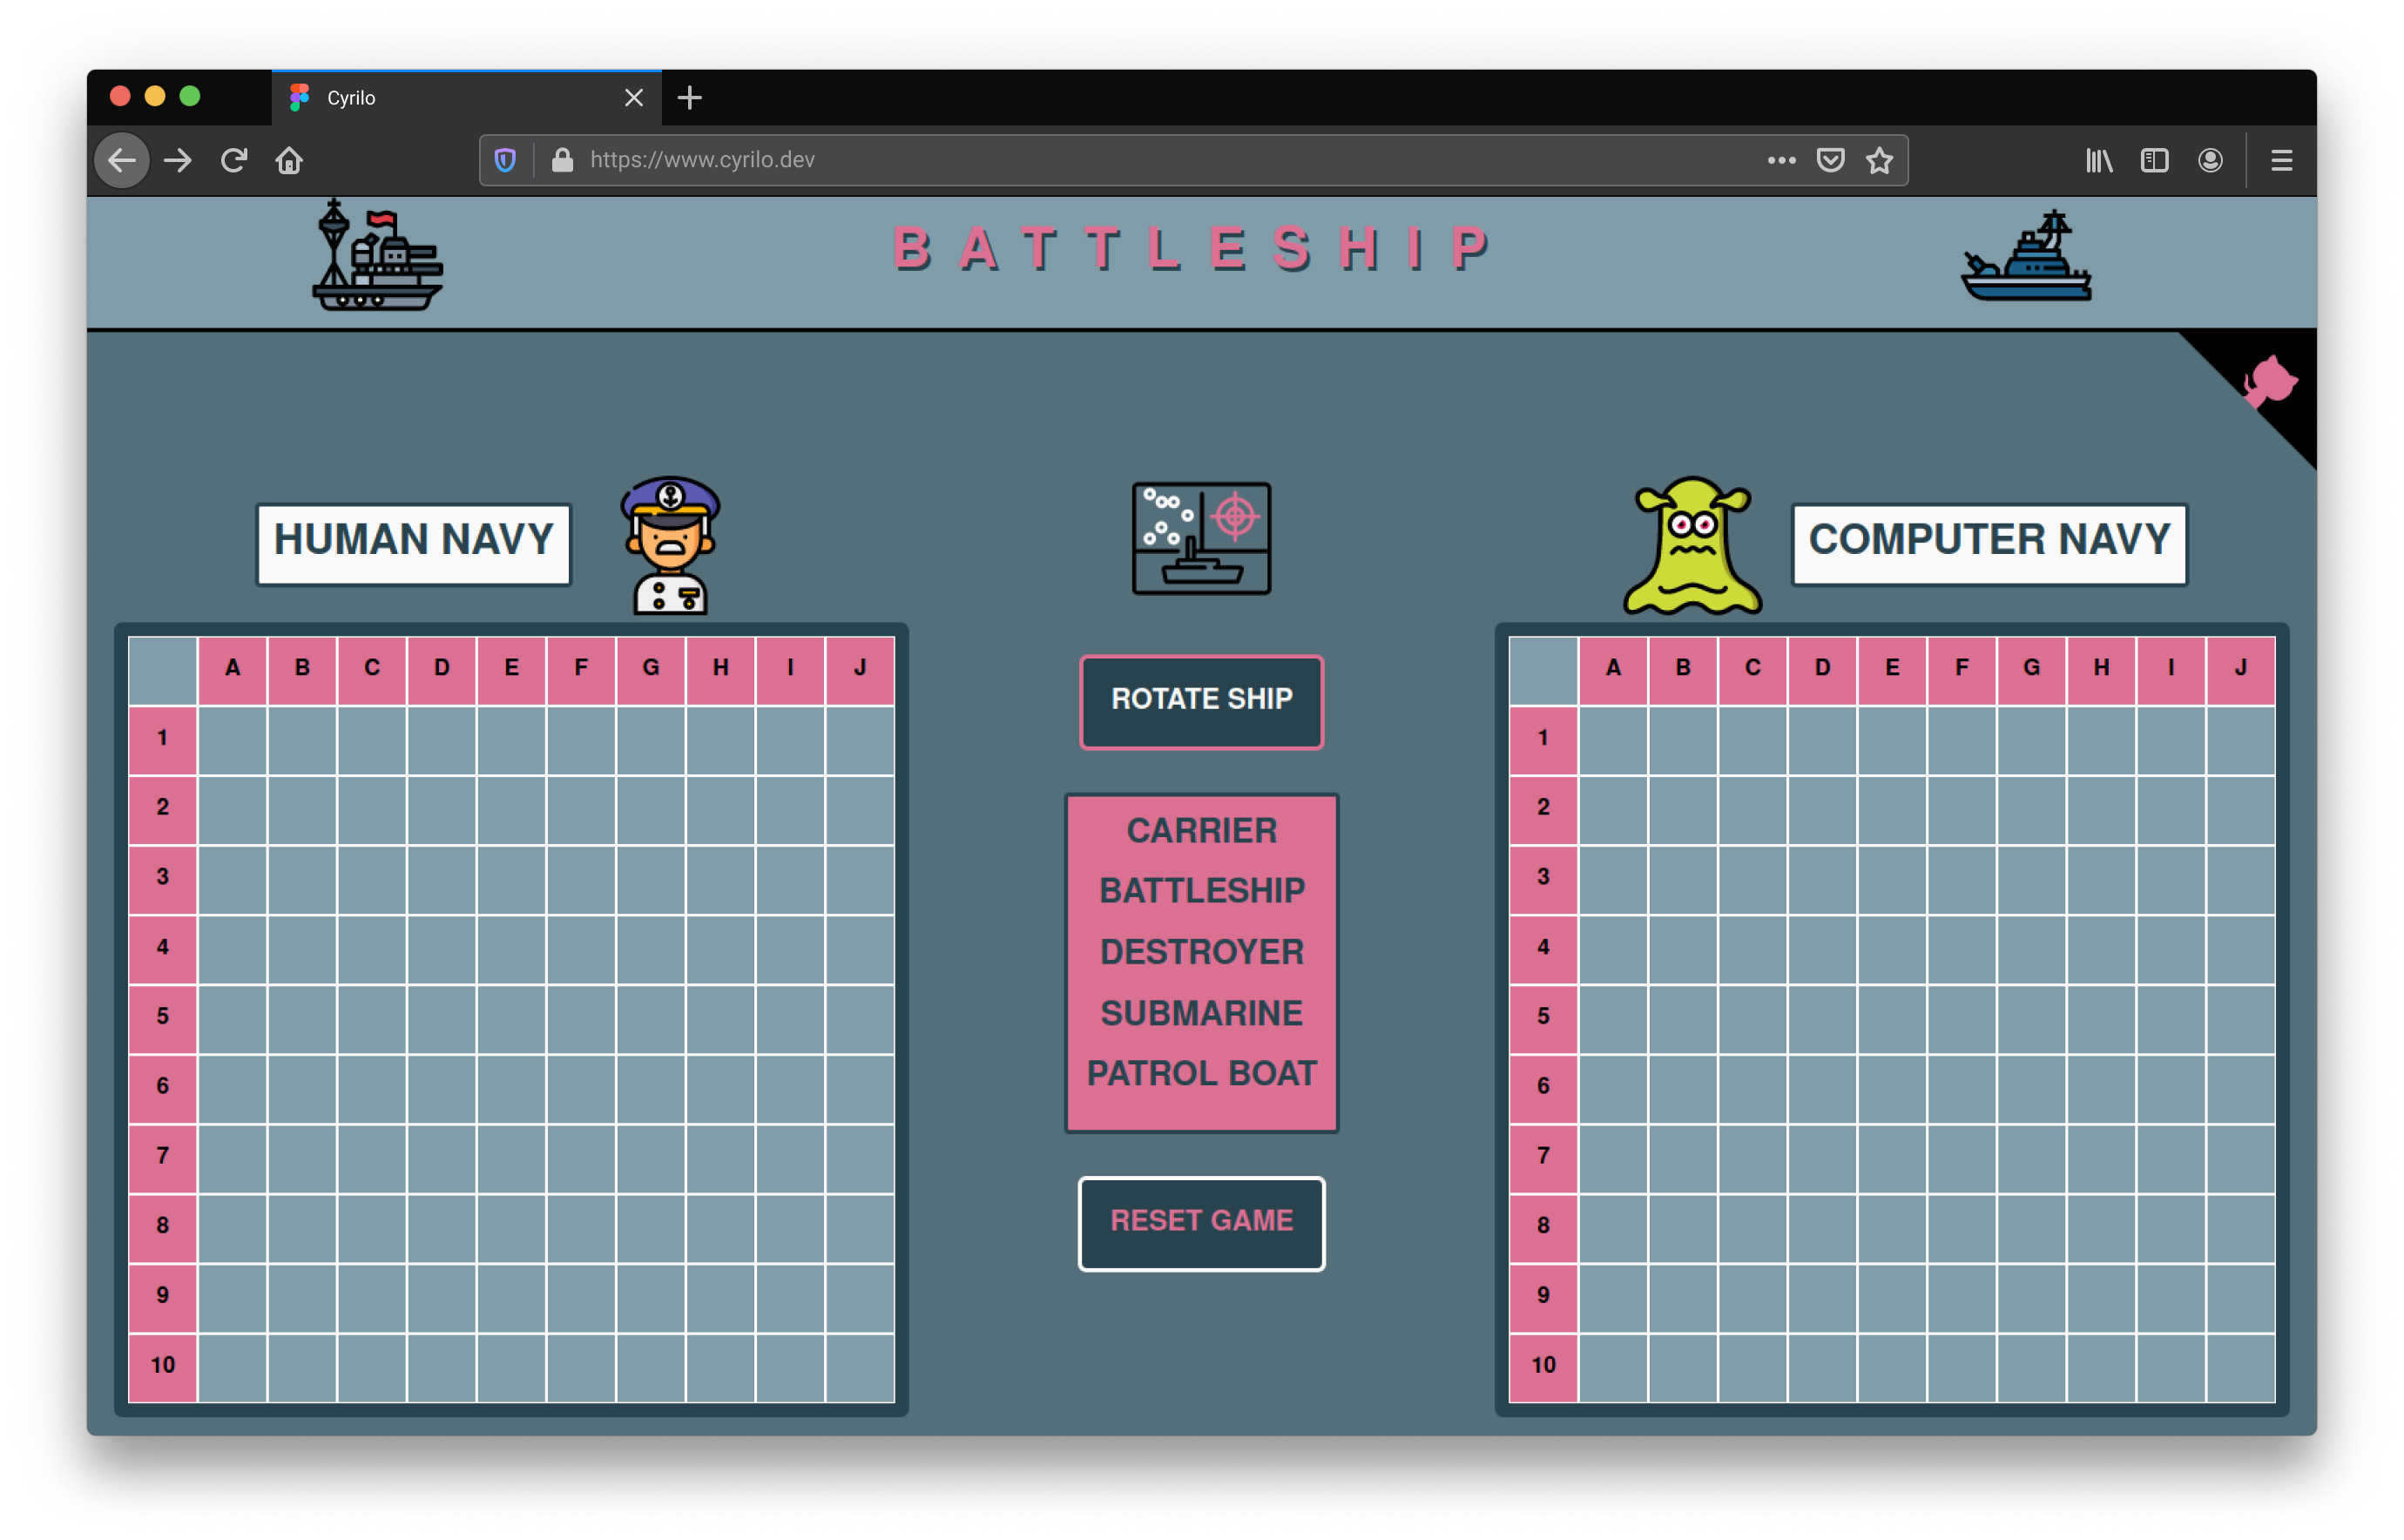 Cyrilo
https://www.cyrilo.dev
BATTLESHIP
HUMAN NAVY
COMPUTER NAVY
A B C D E F G H I J
1
2
3
4
5
6
7
8
9
10
ROTATE SHIP
CARRIER
BATTLESHIP
DESTROYER
SUBMARINE
PATROL BOAT
RESET GAME
A B C D E F G H I J
1
2
3
4
5
6
7
8
9
10